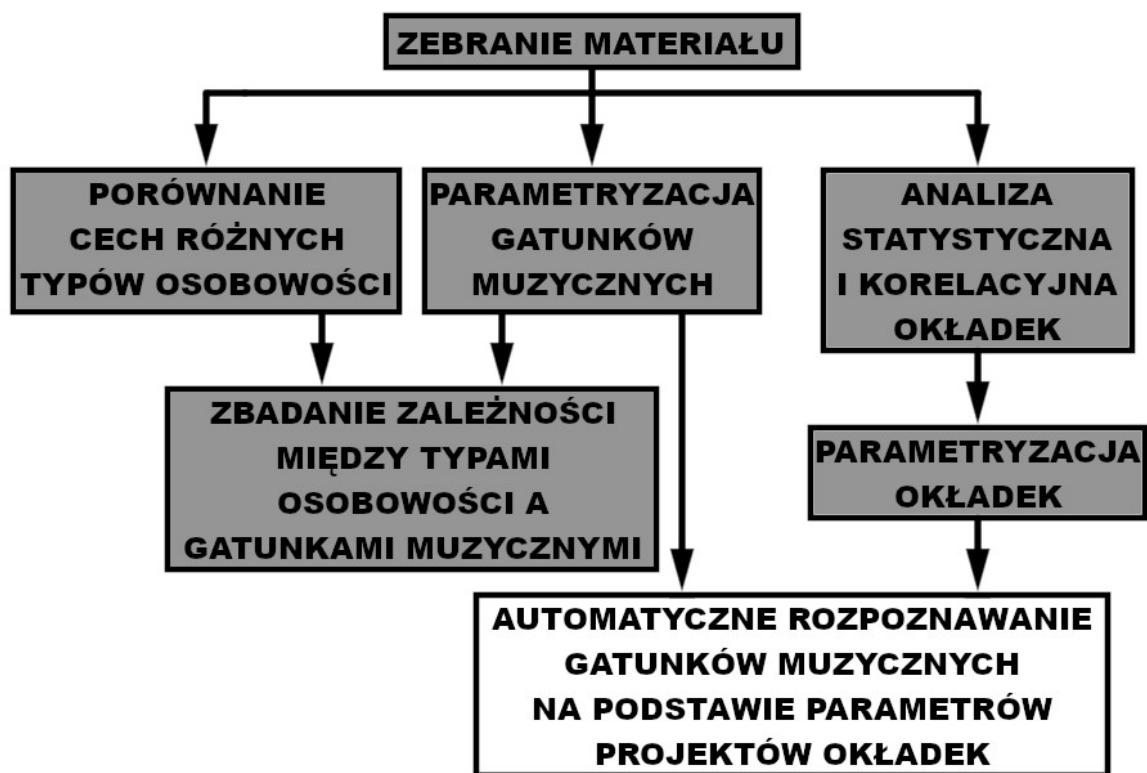 ZEBRANIE MATERIAŁU
PORÓWNANIE
CECH RÓŻNYCH
TYPÓW OSOBOWOŚCI
PARAMETRYZACJA
GATUNKÓW
MUZYCZNYCH
ANALIZA
STATYSTYCZNA
I KORELACYJNA
OKŁADEK
ZBADANIE ZALEŻNOŚCI
MIĘDZY TYPAMI
OSOBOWOŚCI A
GATUNKAMI MUZYCZNYMI
PARAMETRYZACJA
OKŁADEK
AUTOMATYCZNE ROZPOZNAWANIE
GATUNKÓW MUZYCZNYCH
NA PODSTAWIE PARAMETRÓW
PROJEKTÓW OKŁADEK